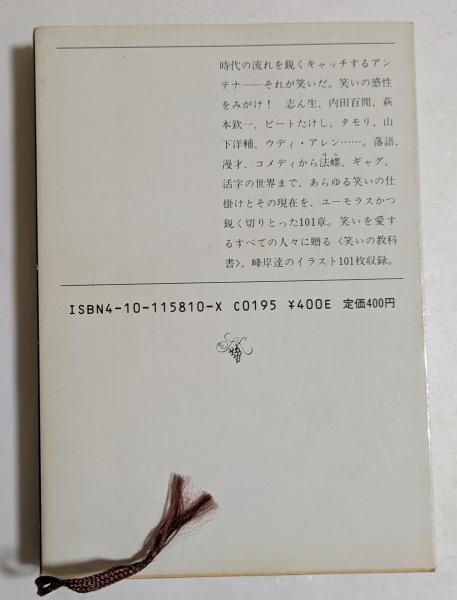 時代の流れを鋭くキャッチするアン
テナ――それが笑いだ。笑いの感性
をみがけ!　志ん生、内田百閒、萩
本欽一、ビートたけし、タモリ、山
下洋輔、ウディ・アレン……。落語、
漫才、コメディから法螺、ギャグ、
活字の世界まで、あらゆる笑いの仕
掛けとその現在を、ユーモラスかつ
鋭く切りとった101章。笑いを愛す
るすべての人々に贈る〈笑いの教科
書〉。峰岸達のイラスト101枚収録。
ISBN4-10-115810-X C0195 ¥400E 定価400円